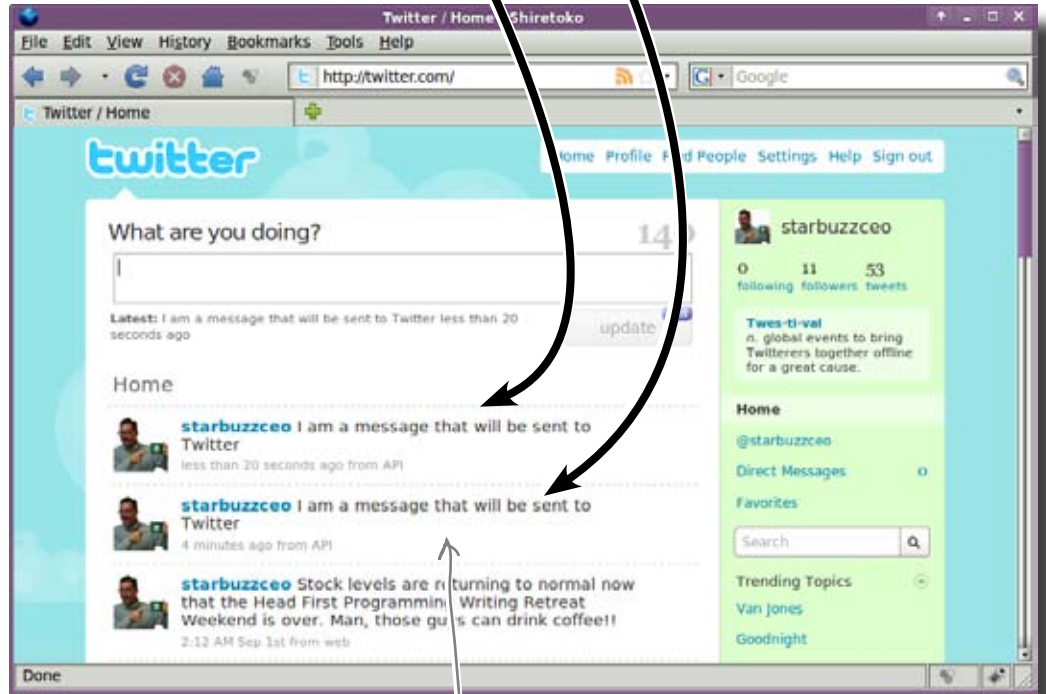 Twitter / Home - Shiretoko
File Edit View History Bookmarks Tools Help
http://twitter.com/ Google
Twitter / Home
twitter
Home Profile Find People Settings Help Sign out
What are you doing?
140
Latest: I am a message that will be sent to Twitter less than 20
seconds ago
update
Home
starbuzzceo I am a message that will be sent to
Twitter
less than 20 seconds ago from API
starbuzzceo I am a message that will be sent to
Twitter
4 minutes ago from API
starbuzzceo Stock levels are returning to normal now
that the Head First Programming Writing Retreat
Weekend is over. Man, those guys can drink coffee!!
2:12 AM Sep 1st from web
starbuzzceo
0 11 53
following followers tweets
Twes-ti-val
n. global events to bring
Twitterers together offline
for a great cause.
Home
@starbuzzceo
Direct Messages 0
Favorites
Search
Trending Topics
Van Jones
Goodnight
Done